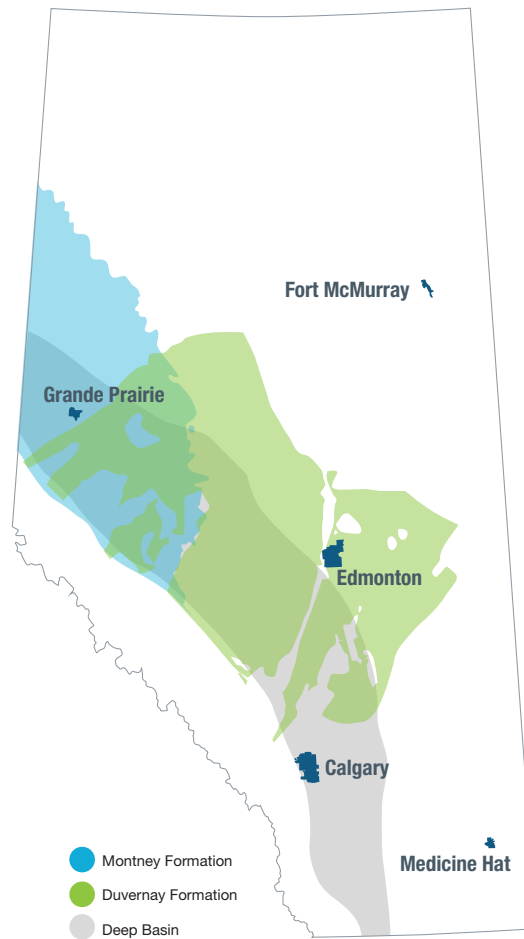 Fort McMurray
Grande Prairie
Edmonton
Calgary
Medicine Hat
Montney Formation
Duvernay Formation
Deep Basin